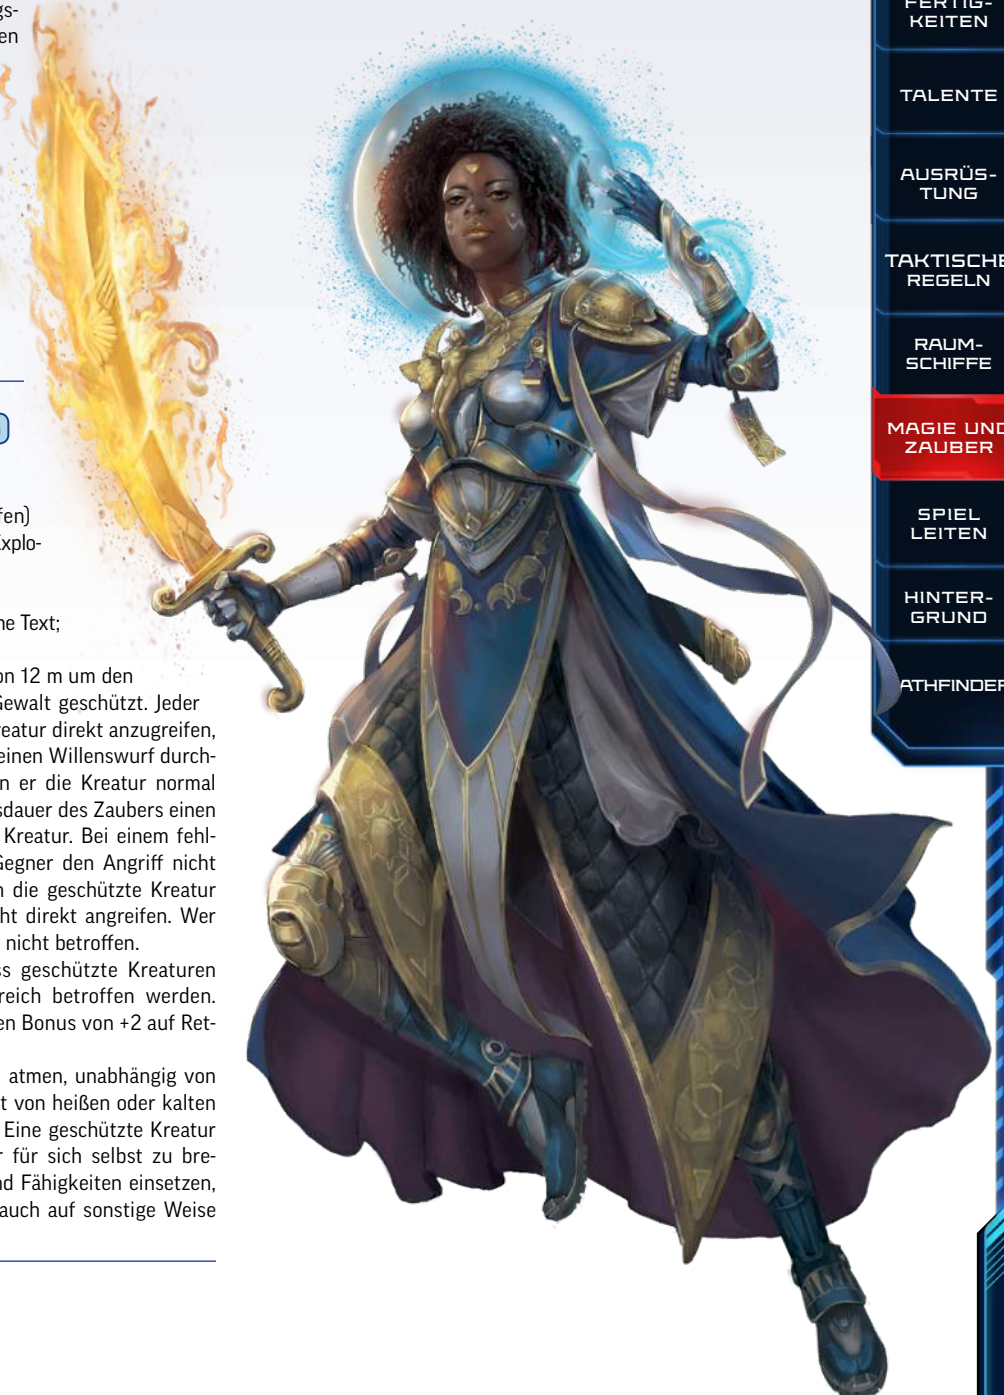 gs-
en
fen)
Explo-
ne Text;
on 12 m um den
Gewalt geschützt. Jeder
reatur direkt anzugreifen,
einen Willenswurf durch-
n er die Kreatur normal
sdauer des Zaubers einen
Kreatur. Bei einem fehl-
Gegner den Angriff nicht
n die geschützte Kreatur
ht direkt angreifen. Wer
nicht betroffen.
ss geschützte Kreaturen
reich betroffen werden.
en Bonus von +2 auf Ret-
atmen, unabhängig von
t von heißen oder kalten
Eine geschützte Kreatur
r für sich selbst zu bre-
nd Fähigkeiten einsetzen,
auch auf sonstige Weise
FERTIG-
KEITEN
TALENTE
AUSRÜS-
TUNG
TAKTISCHE
REGELN
RAUM-
SCHIFFE
MAGIE UND
ZAUBER
SPIEL
LEITEN
HINTER-
GRUND
ATHFINDER